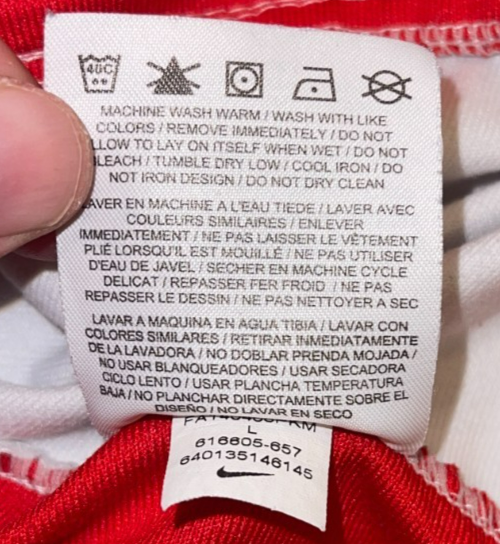 40C
MACHINE WASH WARM / WASH WITH LIKE
COLORS / REMOVE IMMEDIATELY / DO NOT
LLOW TO LAY ON ITSELF WHEN WET / DO NOT
LEACH / TUMBLE DRY LOW / COOL IRON / DO
NOT IRON DESIGN / DO NOT DRY CLEAN
AVER EN MACHINE A L'EAU TIEDE / LAVER AVEC
COULEURS SIMILAIRES / ENLEVER
IMMEDIATEMENT / NE PAS LAISSER LE VÊTEMENT
PLIÉ LORSQU'IL EST MOUILLÉ / NE PAS UTILISER
D'EAU DE JAVEL / SECHER EN MACHINE CYCLE
DELICAT / REPASSER FER FROID / NE PAS
REPASSER LE DESSIN / NE PAS NETTOYER A SEC
LAVAR A MAQUINA EN AGUA TIBIA / LAVAR CON
COLORES SIMILARES / RETIRAR INMEDIATAMENTE
DE LA LAVADORA / NO DOBLAR PRENDA MOJADA /
NO USAR BLANQUEADORES / USAR SECADORA
CICLO LENTO / USAR PLANCHA TEMPERATURA
BAJA / NO PLANCHAR DIRECTAMENTE SOBRE EL
DISEÑO / NO LAVAR EN SECO
L
616605-657
640135146145